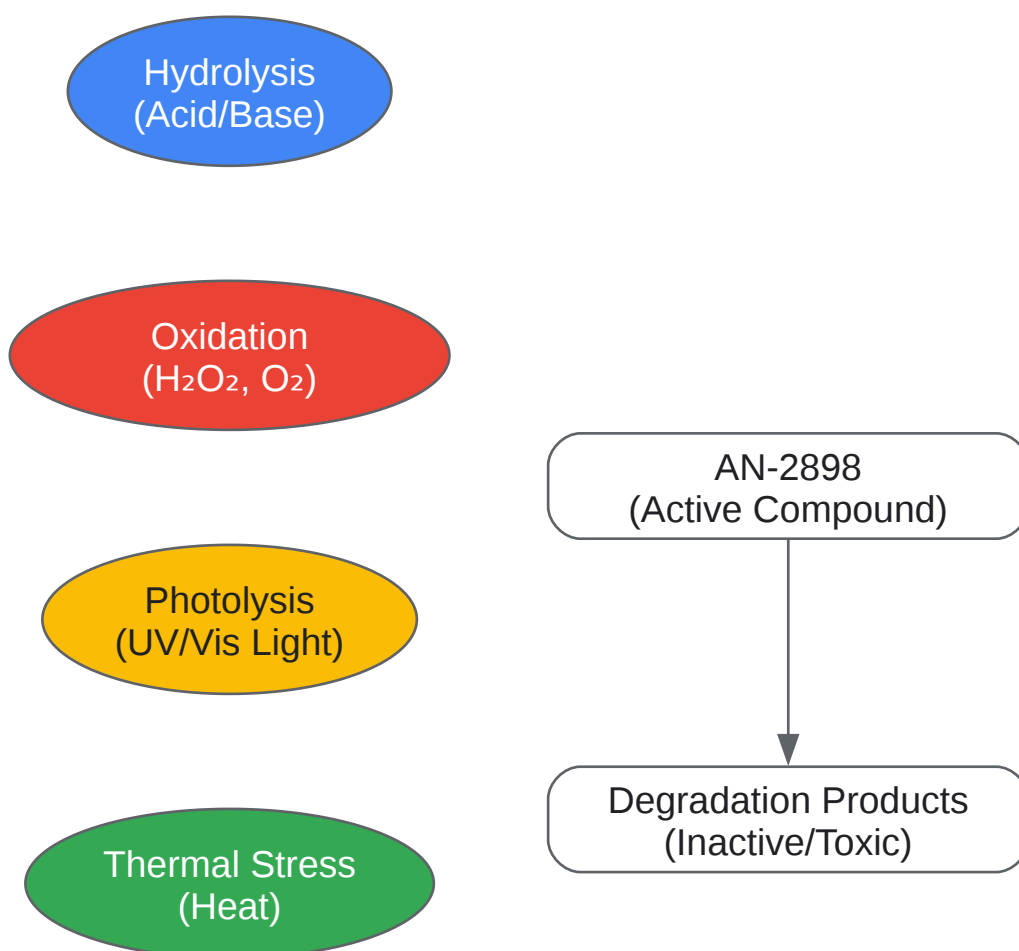 Hydrolysis
(Acid/Base)
Oxidation
(H₂O₂, O₂)
Photolysis
(UV/Vis Light)
Thermal Stress
(Heat)
AN-2898
(Active Compound)
Degradation Products
(Inactive/Toxic)